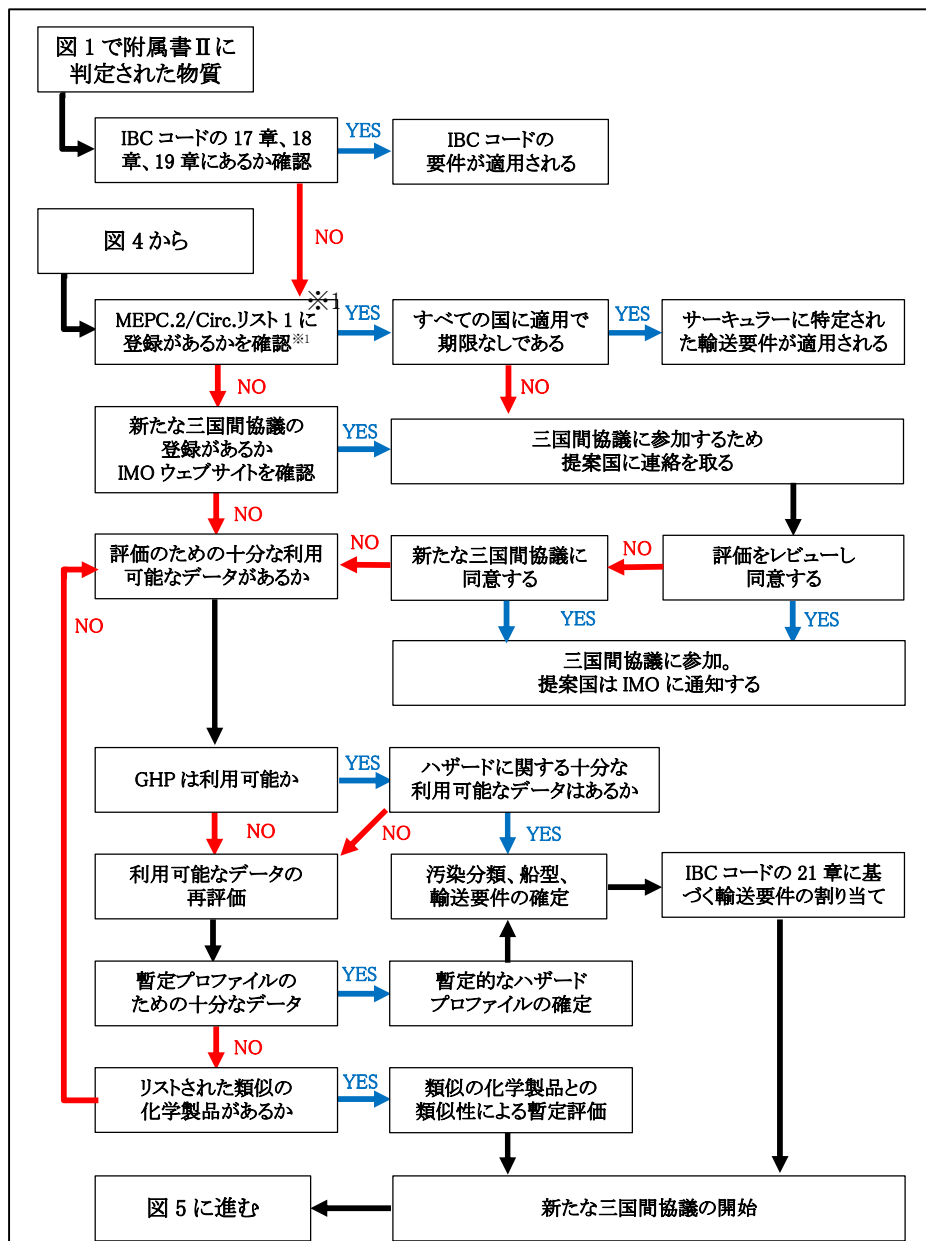 図1で附属書Ⅱに
判定された物質
IBCコードの17章、18
章、19章にあるか確認
YES
IBCコードの
要件が適用される
NO
図4から
※1
MEPC.2/Circ.リスト1に
登録があるかを確認※1
YES
すべての国に適用で
期限なしである
YES
サーキュラーに特定され
た輸送要件が適用される
NO
NO
新たな三国間協議の
登録があるか
IMOウェブサイトを確認
YES
三国間協議に参加するため
提案国に連絡を取る
NO
評価のための十分な利用
可能なデータがあるか
NO
新たな三国間協議に
同意する
NO
評価をレビューし
同意する
NO
YES
YES
三国間協議に参加。
提案国はIMOに通知する
GHPは利用可能か
YES
ハザードに関する十分な
利用可能なデータはあるか
NO
NO
YES
利用可能なデータの
再評価
汚染分類、船型、
輸送要件の確定
IBCコードの21章に基
づく輸送要件の割り当て
暫定プロファイルの
ための十分なデータ
YES
暫定的なハザード
プロファイルの確定
NO
リストされた類似の
化学製品があるか
YES
類似の化学製品との
類似性による暫定評価
図5に進む
新たな三国間協議の開始